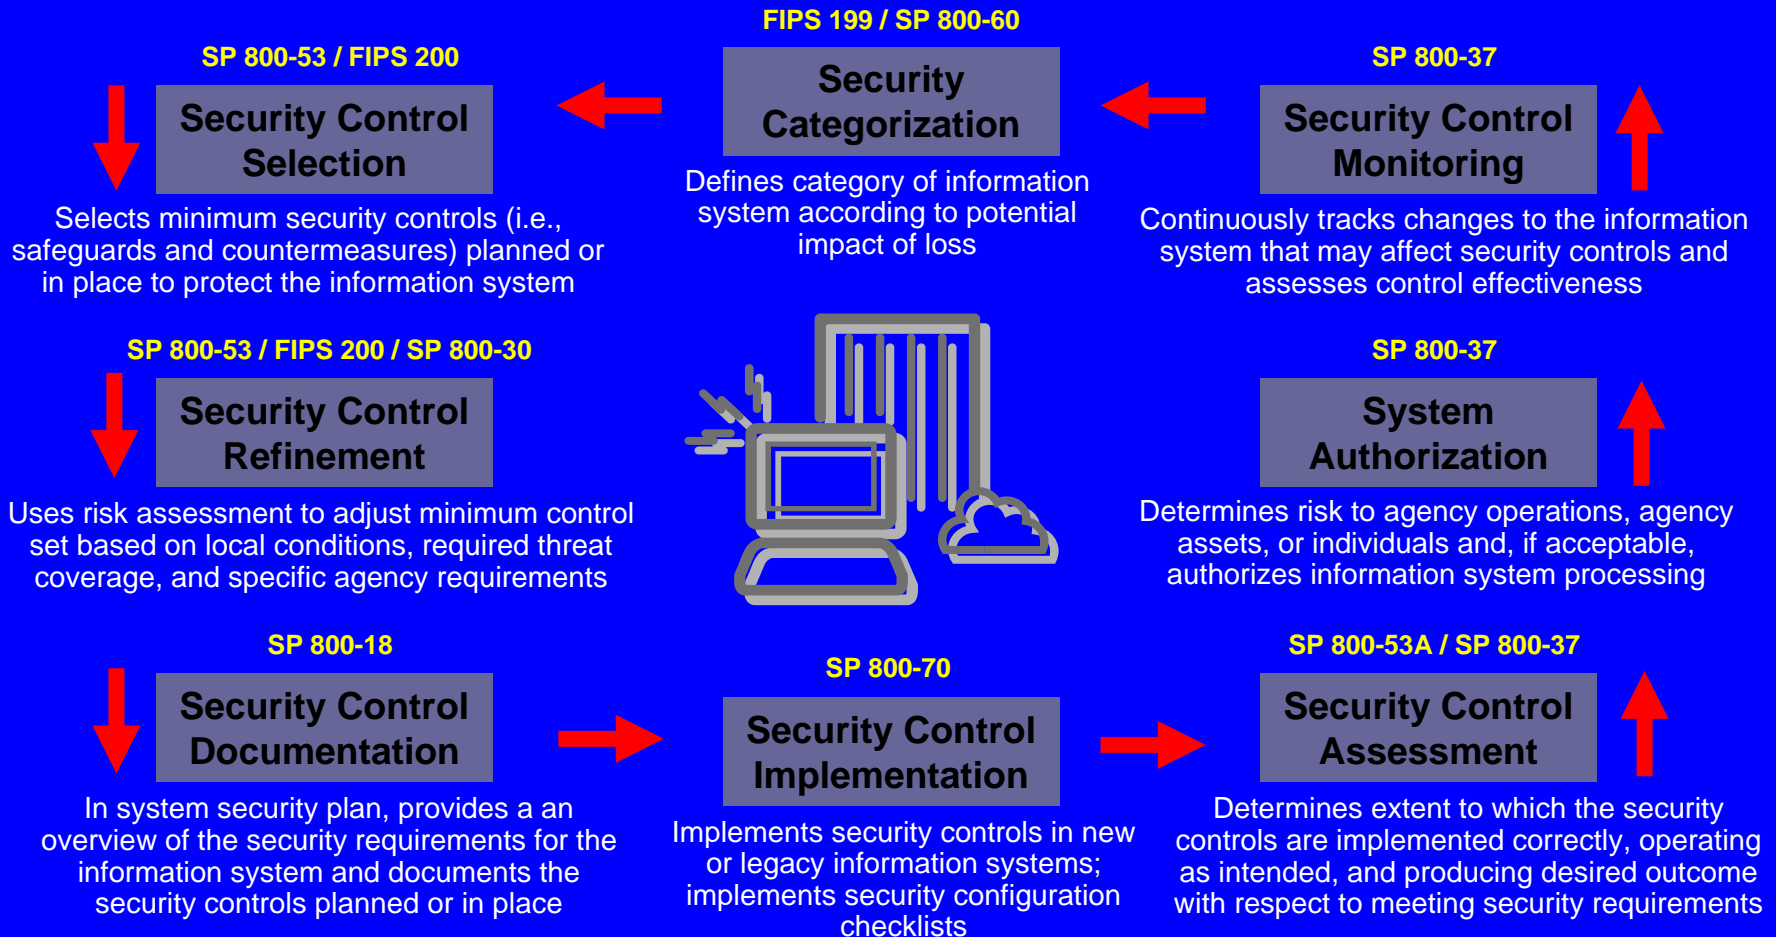 FIPS 199 / SP 800-60
Security
Categorization
Defines category of information
system according to potential
impact of loss
SP 800-53 / FIPS 200
Security Control
Selection
Selects minimum security controls (i.e.,
safeguards and countermeasures) planned or
in place to protect the information system
SP 800-53 / FIPS 200 / SP 800-30
Security Control
Refinement
Uses risk assessment to adjust minimum control
set based on local conditions, required threat
coverage, and specific agency requirements
SP 800-18
Security Control
Documentation
In system security plan, provides a an
overview of the security requirements for the
information system and documents the
security controls planned or in place
SP 800-70
Security Control
Implementation
Implements security controls in new
or legacy information systems;
implements security configuration
checklists
SP 800-53A / SP 800-37
Security Control
Assessment
Determines extent to which the security
controls are implemented correctly, operating
as intended, and producing desired outcome
with respect to meeting security requirements
SP 800-37
System
Authorization
Determines risk to agency operations, agency
assets, or individuals and, if acceptable,
authorizes information system processing
SP 800-37
Security Control
Monitoring
Continuously tracks changes to the information
system that may affect security controls and
assesses control effectiveness